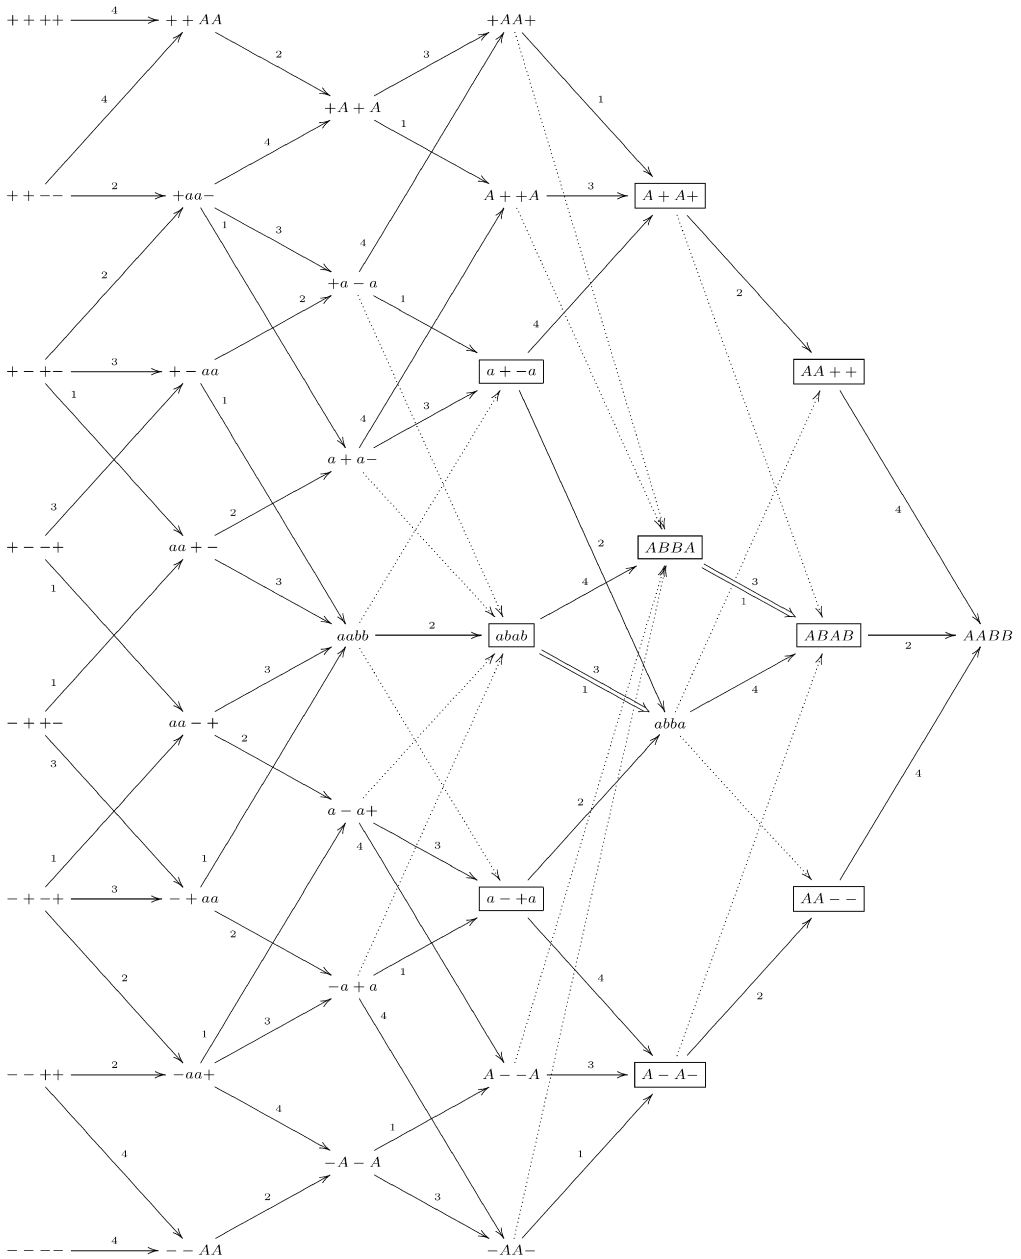 ++++ 4 ++AA +AA+
4 2 3 1
+A+A
4 1
++-- 2 +aa- A++A 3 A+A+
1 3
2 4 2
+a-a
2 1 4
+-+- 3 +-aa a+-a AA++
1 1 4 3
a+a-
3 2 4
+--+ aa+- 2 ABBA
1 3 4 3
1
-++- aabb 2 abab ABAB 2 AABB
1 3 3
1 4
aa-+ abba
3 2 4
a-a+ 2
1 1 4 3
-+-+ 3 -+aa a-+a AA--
2 2 1 4
-a+a 2
1 3 4
--++ 2 -aa+ A--A 3 A-A-
4 4 1 1
-A-A
2 3
---- 4 --AA -AA-